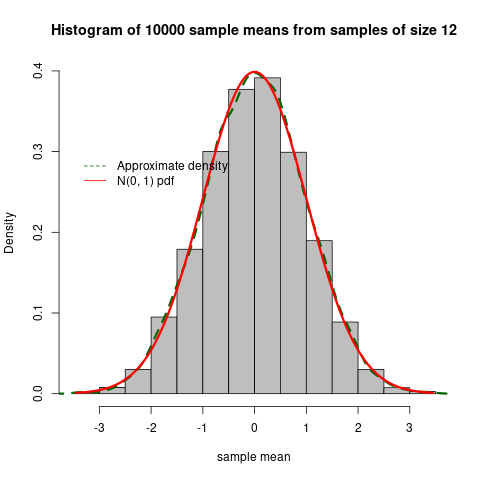 Histogram of 10000 sample means from samples of size 12
0.4
0.3
Approximate density
N(0, 1) pdf
0.2
Density
0.1
0.0
-3 -2 -1 0 1 2 3
sample mean